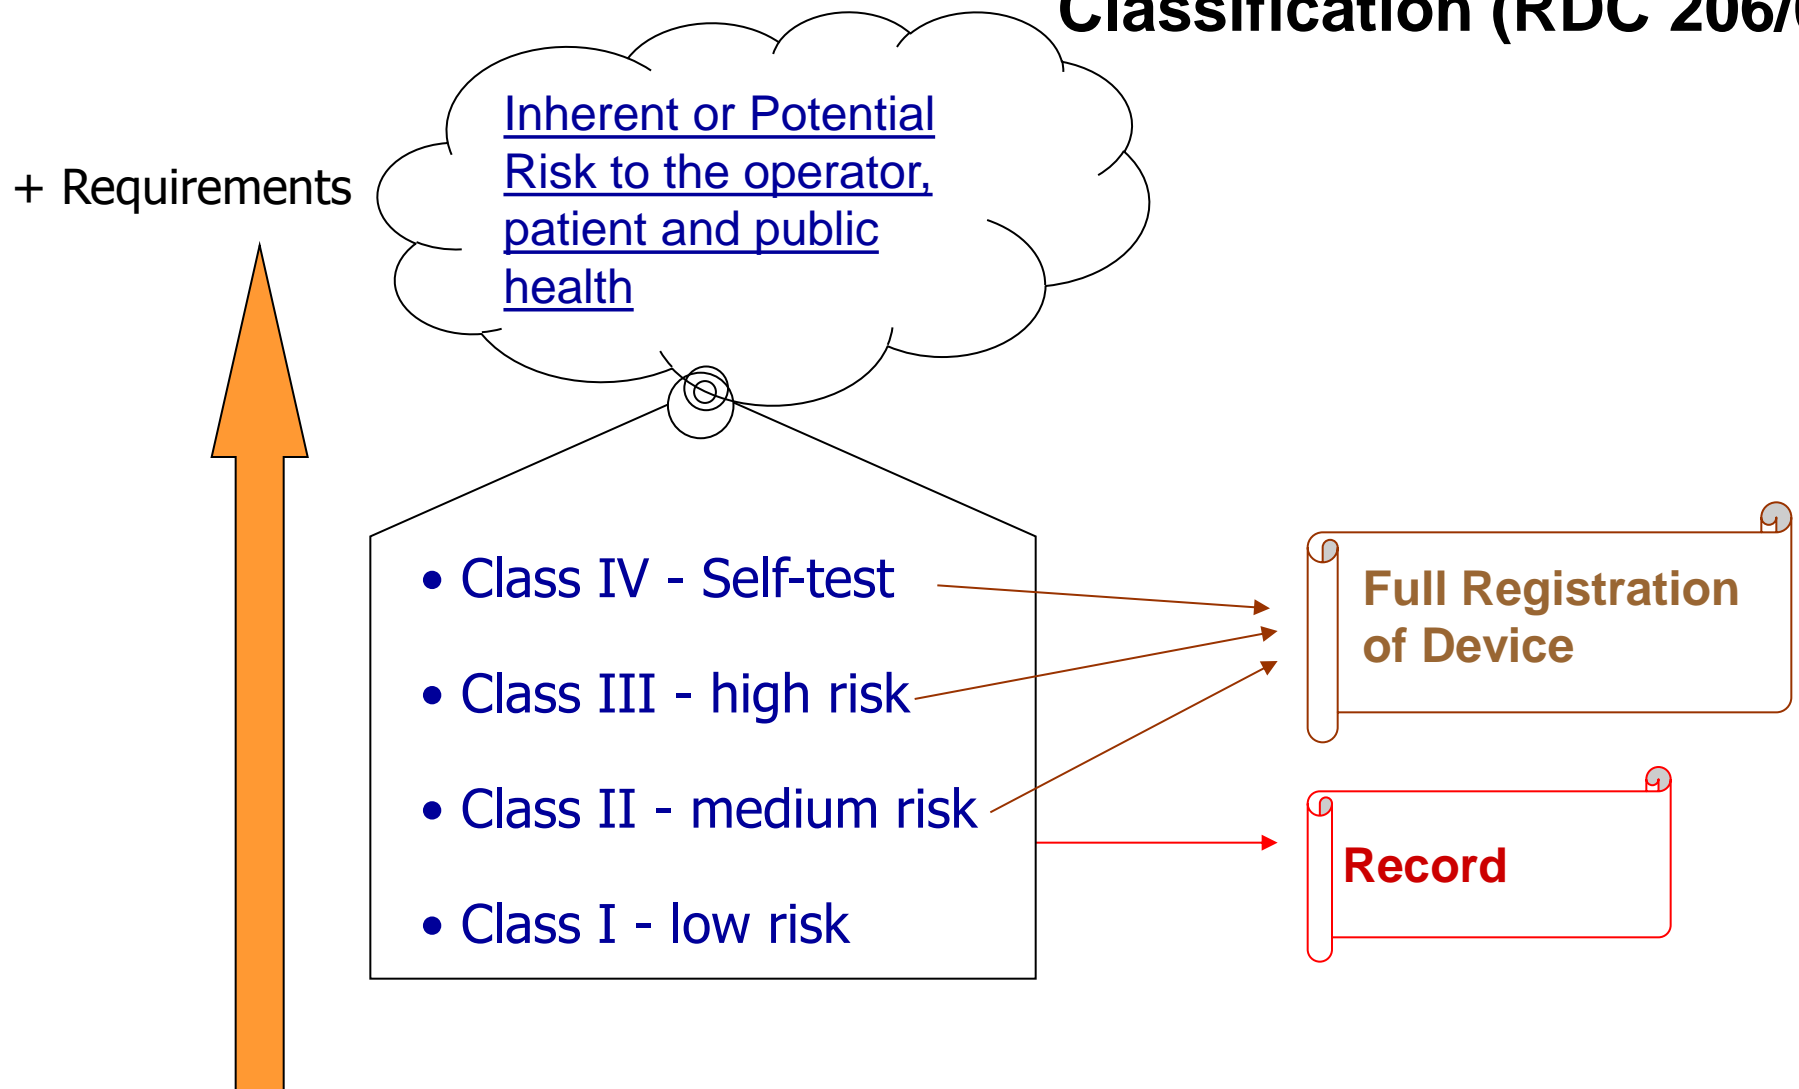 Classification (RDC 206/
Inherent or Potential
Risk to the operator,
patient and public
health
+ Requirements
• Class IV - Self-test
• Class III - high risk
• Class II - medium risk
• Class I - low risk
Full Registration
of Device
Record